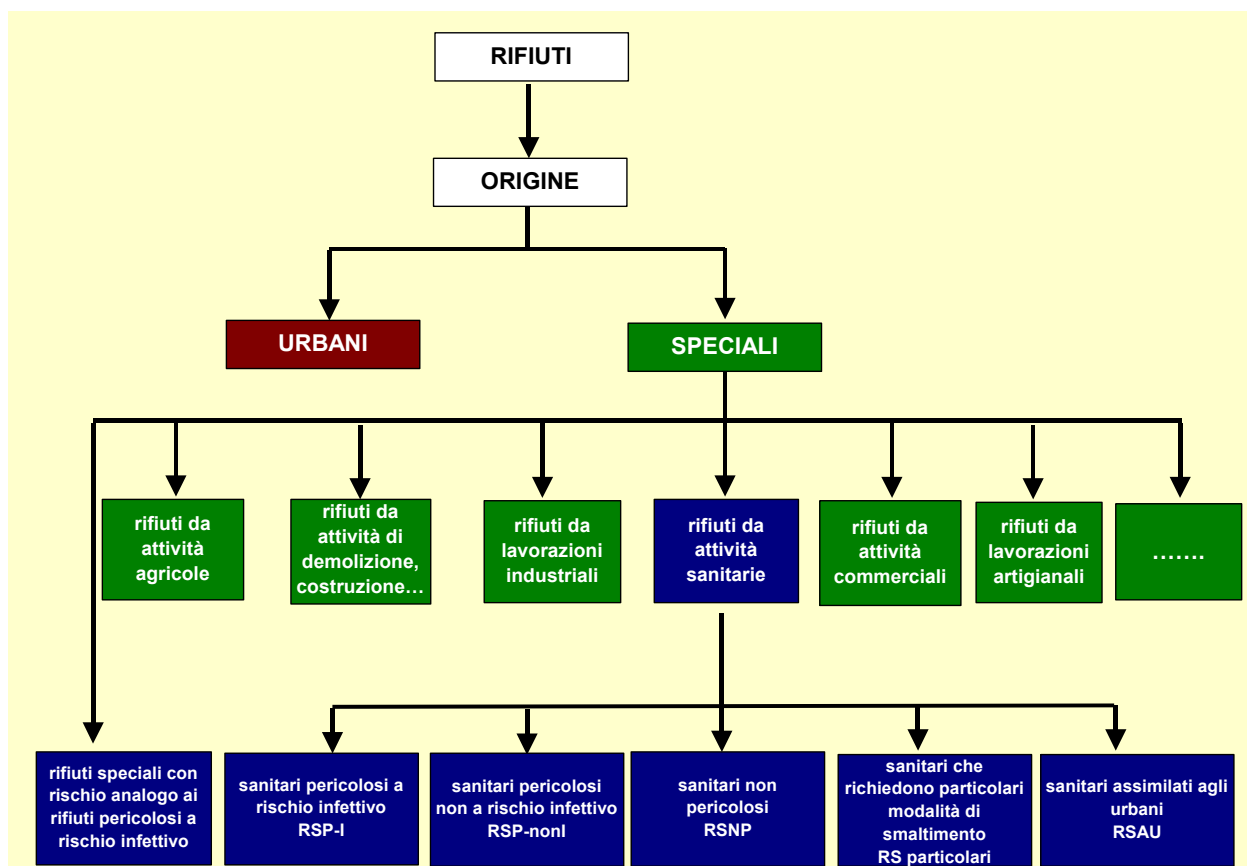 RIFIUTI
ORIGINE
URBANI
SPECIALI
rifiuti da
attività
agricole
rifiuti da
attività di
demolizione,
costruzione…
rifiuti da
lavorazioni
industriali
rifiuti da
attività
sanitarie
rifiuti da
attività
commerciali
rifiuti da
lavorazioni
artigianali
…….
rifiuti speciali con
rischio analogo ai
rifiuti pericolosi a
rischio infettivo
sanitari pericolosi a
rischio infettivo
RSP-I
sanitari pericolosi
non a rischio infettivo
RSP-nonI
sanitari non
pericolosi
RSNP
sanitari che
richiedono particolari
modalità di
smaltimento
RS particolari
sanitari assimilati agli
urbani
RSAU